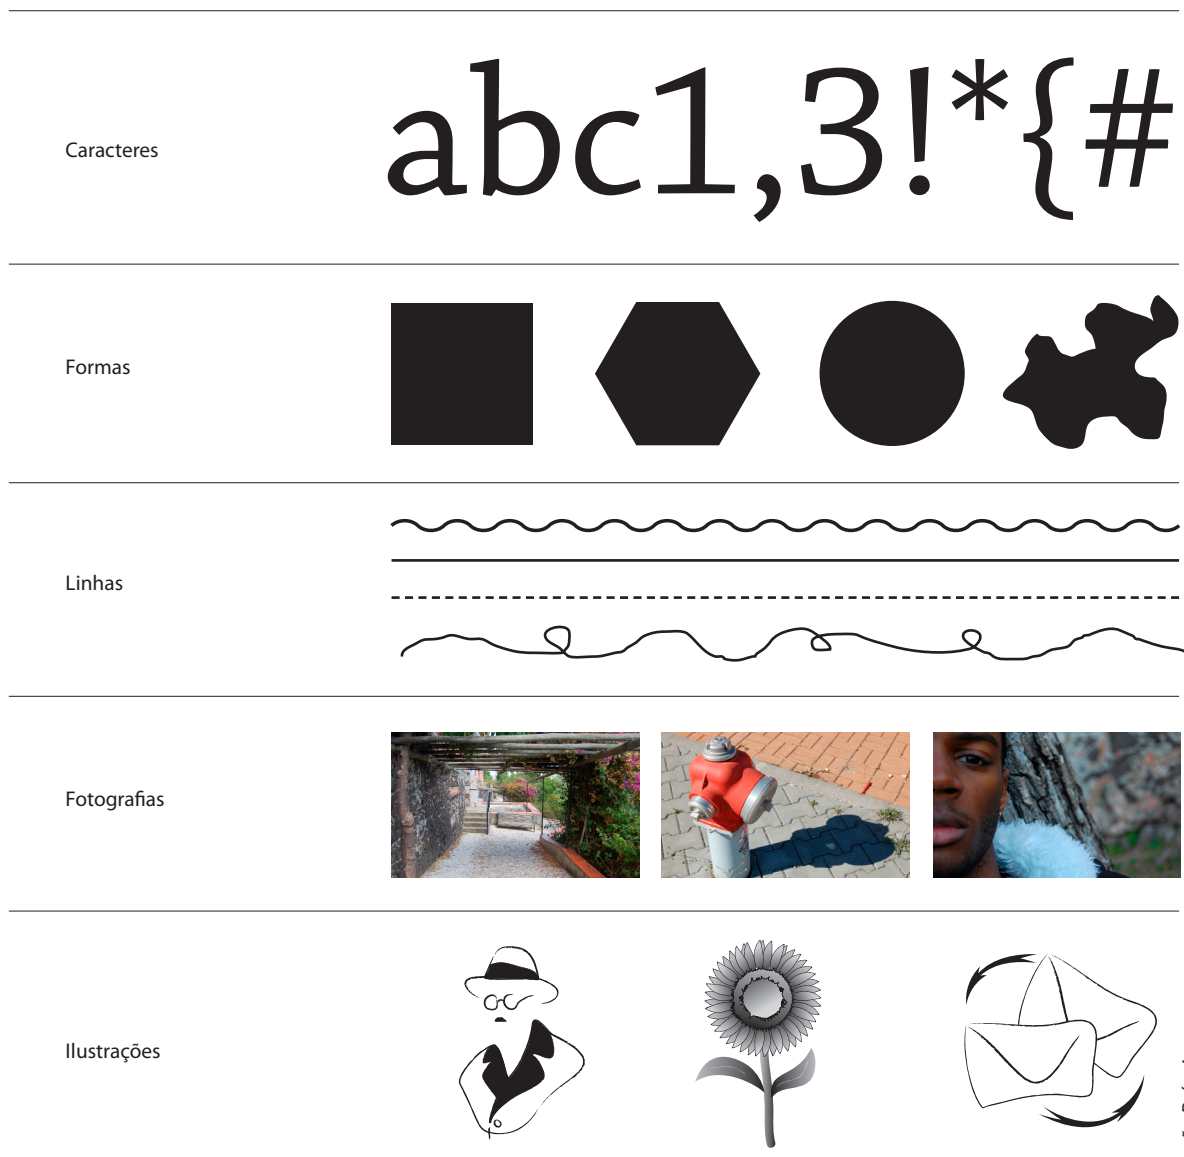 Caracteres
abc1,3!*{#
Formas
Linhas
Fotografias
Ilustrações